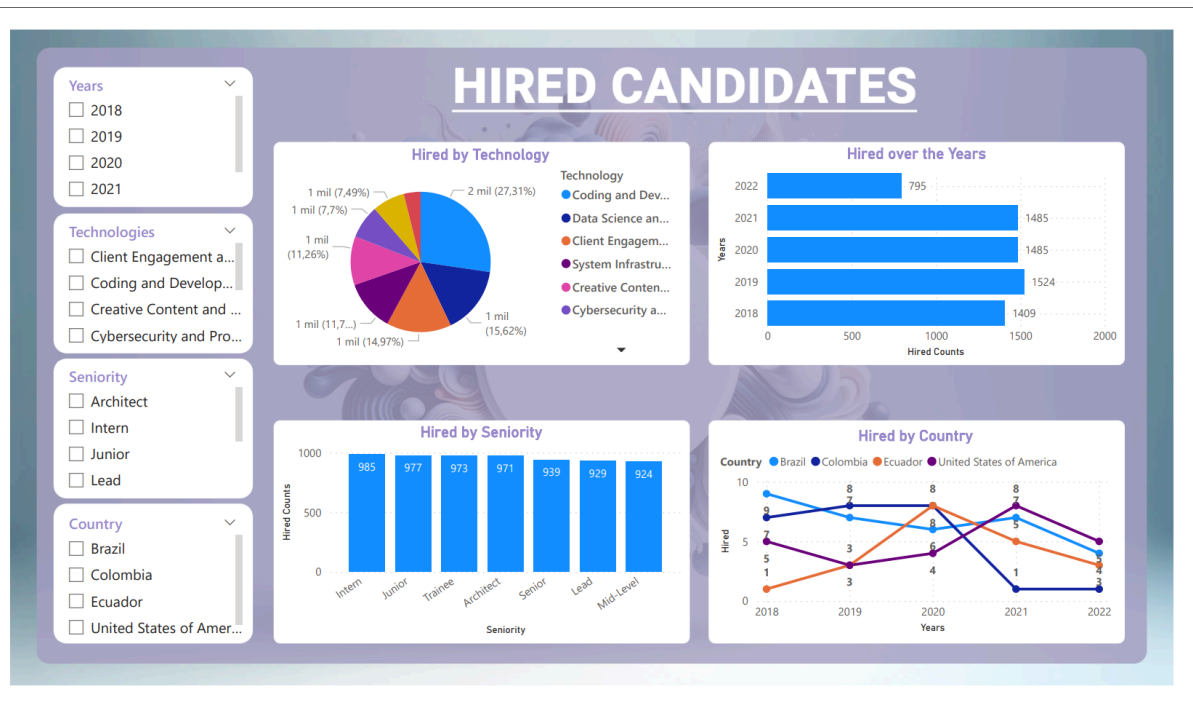 HIRED CANDIDATES
Years
2018
2019
2020
2021
Technologies
Client Engagement a...
Coding and Develop...
Creative Content and ...
Cybersecurity and Pro...
Seniority
Architect
Intern
Junior
Lead
Country
Brazil
Colombia
Ecuador
United States of Amer...
Hired by Technology
2 mil (27,31%)
1 mil
(15,62%)
1 mil (14,97%)
1 mil (11,7...)
1 mil
(11,26%)
1 mil (7,7%)
1 mil (7,49%)
Technology
Coding and Dev...
Data Science an...
Client Engagem...
System Infrastru...
Creative Conten...
Cybersecurity a...
Hired over the Years
Years
2022
795
2021
1485
2020
1485
2019
1524
2018
1409
0
500
1000
1500
2000
Hired Counts
Hired by Seniority
Hired Counts
1000
500
0
985
977
973
971
939
929
924
Intern
Junior
Trainee
Architect
Senior
Lead
Mid-Level
Seniority
Hired by Country
Country Brazil Colombia Ecuador United States of America
Hired
10
5
0
9
7
5
1
8
7
3
3
8
8
6
4
8
7
5
1
5
4
3
2018
2019
2020
2021
2022
Years